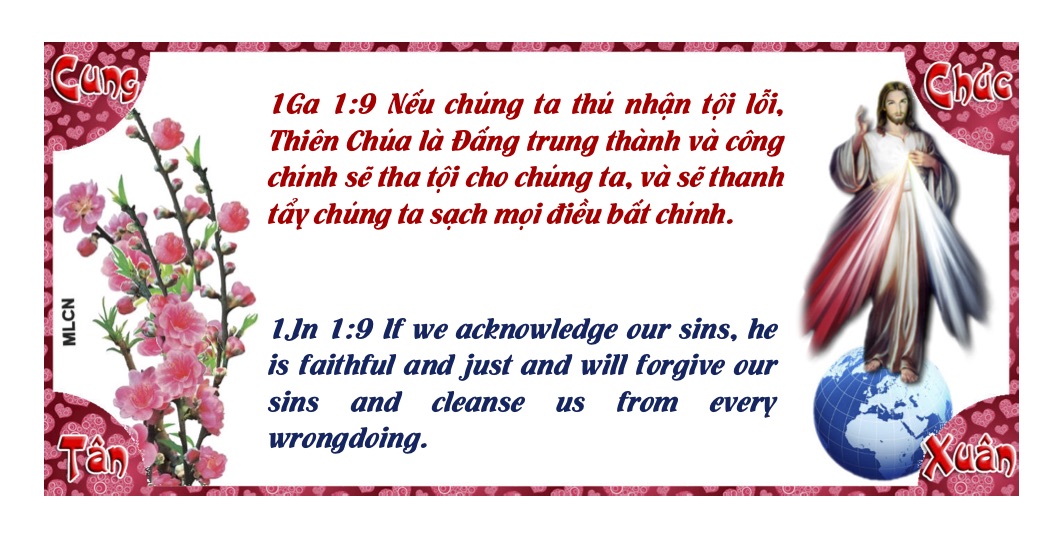 Cung
Chúc
1Ga 1:9 Nếu chúng ta thú nhận tội lỗi,
Thiên Chúa là Đấng trung thành và công
chính sẽ tha tội cho chúng ta, và sẽ thanh
tẩy chúng ta sạch mọi điều bất chính.
MLCN
1Jn 1:9 If we acknowledge our sins, he
is faithful and just and will forgive our
sins and cleanse us from every
wrongdoing.
Tân
Xuân